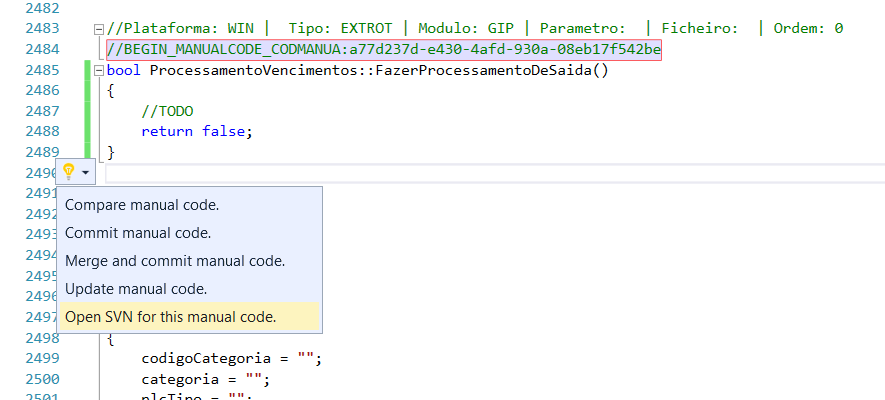 2482
2483 //Plataforma: WIN | Tipo: EXTROT | Modulo: GIP | Parametro: | Ficheiro: | Ordem: 0
2484 //BEGIN_MANUALCODE_CODMANUA:a77d237d-e430-4afd-930a-08eb17f542be
2485 bool ProcessamentoVencimentos::FazerProcessamentoDeSaida()
2486 {
2487 //TODO
2488 return false;
2489 }
2490
2491
Compare manual code.
2492
Commit manual code.
2493
2494
Merge and commit manual code.
2495
Update manual code.
2496
2497
Open SVN for this manual code.
2498 {
2499 codigoCategoria = "";
2500 categoria = "";
2501 nlcTipo = "";